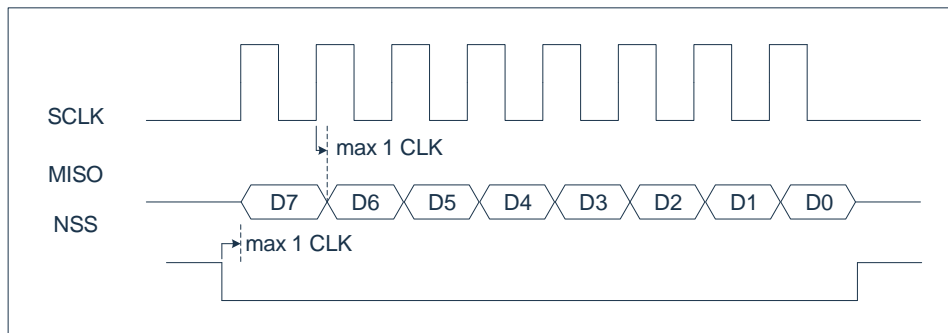 SCLK
max 1 CLK
MISO
D7 D6 D5 D4 D3 D2 D1 D0
NSS
max 1 CLK